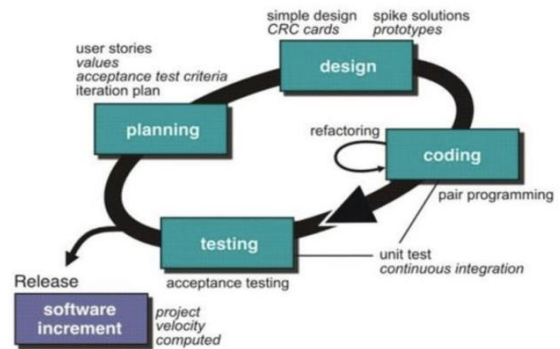 simple design
CRC cards
spike solutions
prototypes
design
user stories
values
acceptance test criteria
iteration plan
planning
refactoring
coding
pair programming
testing
unit test
continuous integration
acceptance testing
Release
software
increment
project
velocity
computed